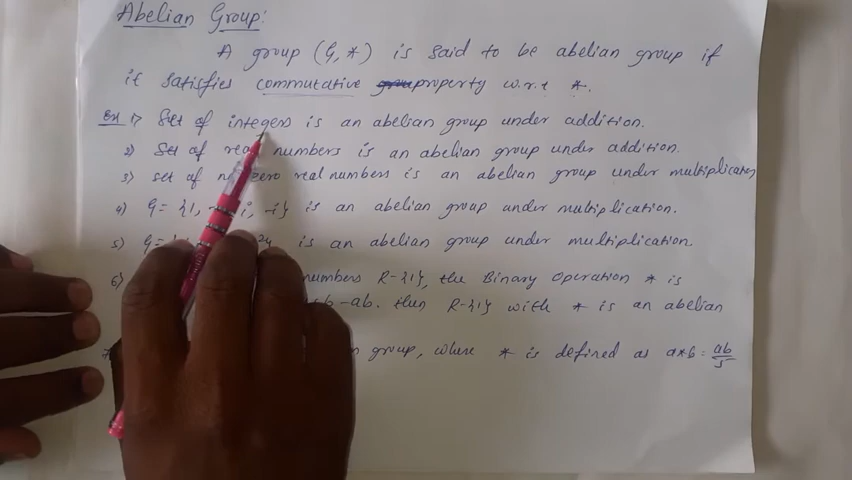 Abelian Group:
A group (G, *) is said to be abelian group if
it satisfies commutative property w.r.t *.
Ex 1) Set of integers is an abelian group under addition.
2) Set of real numbers is an abelian group under addition.
3) set of non zero real numbers is an abelian group under multiplication
4) G = {1, i, -i} is an abelian group under multiplication.
5) G = { is an abelian group under multiplication.
6) numbers R-{1}, the Binary Operation * is
+b-ab. then R-{1} with * is an abelian
7) group, where * is defined as a*b = ab/5